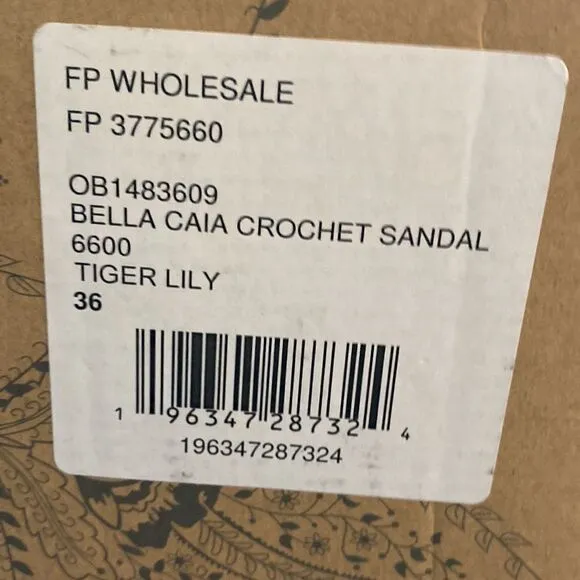 FP WHOLESALE
FP 3775660
OB1483609
BELLA CAIA CROCHET SANDAL
6600
TIGER LILY
36
1 96347 28732 4
196347287324